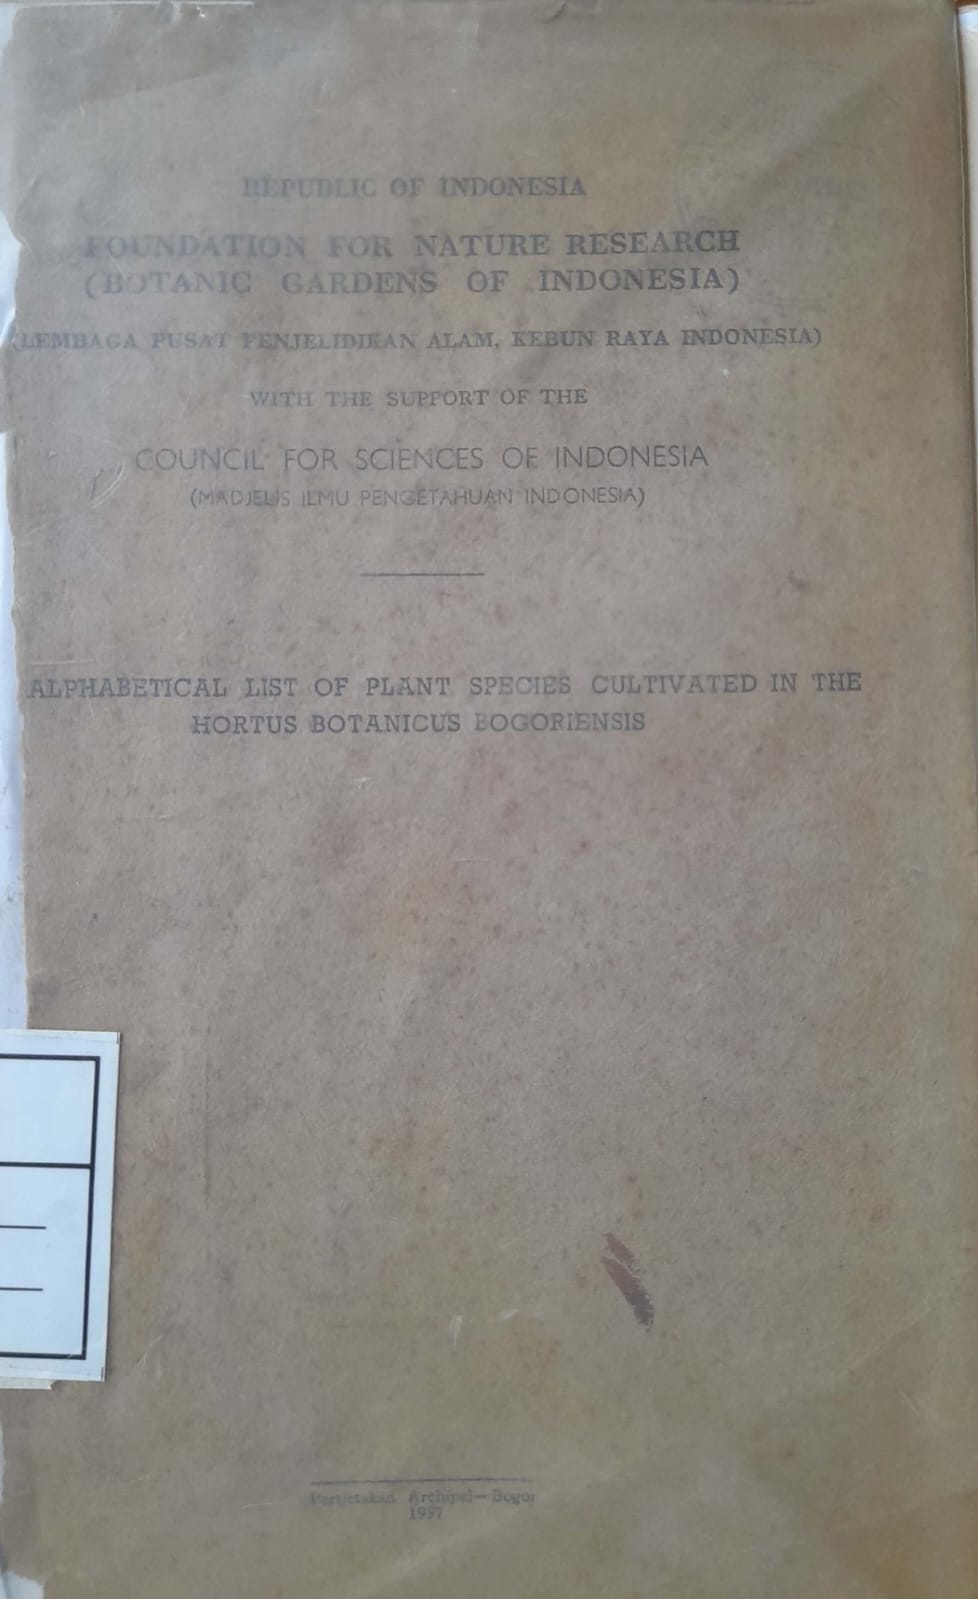 REPUBLIC OF INDONESIA
FOUNDATION FOR NATURE RESEARCH
(BOTANIC GARDENS OF INDONESIA)
(LEMBAGA PUSAT PENJELIDIKAN ALAM, KEBUN RAYA INDONESIA)
WITH THE SUPPORT OF THE
COUNCIL FOR SCIENCES OF INDONESIA
(MADJELIS ILMU PENGETAHUAN INDONESIA)
ALPHABETICAL LIST OF PLANT SPECIES CULTIVATED IN THE
HORTUS BOTANICUS BOGORIENSIS
Pertjetakan Archipel—Bogor
1957